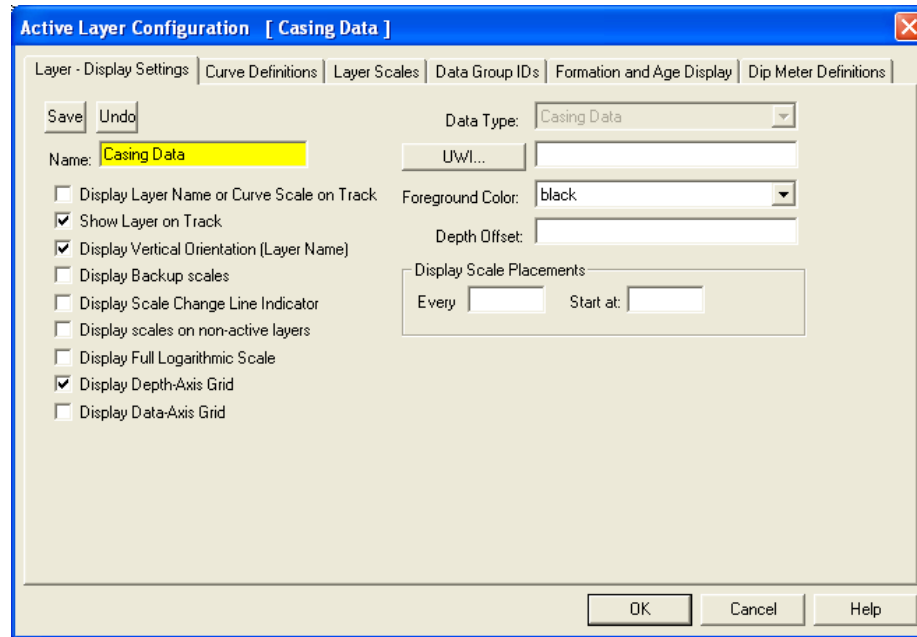 Active Layer Configuration [ Casing Data ]
Layer - Display Settings Curve Definitions Layer Scales Data Group IDs Formation and Age Display Dip Meter Definitions
Save Undo
Name: Casing Data
Display Layer Name or Curve Scale on Track
Show Layer on Track
Display Vertical Orientation (Layer Name)
Display Backup scales
Display Scale Change Line Indicator
Display scales on non-active layers
Display Full Logarithmic Scale
Display Depth-Axis Grid
Display Data-Axis Grid
Data Type: Casing Data
UWI...
Foreground Color: black
Depth Offset:
Display Scale Placements
Every Start at:
OK Cancel Help